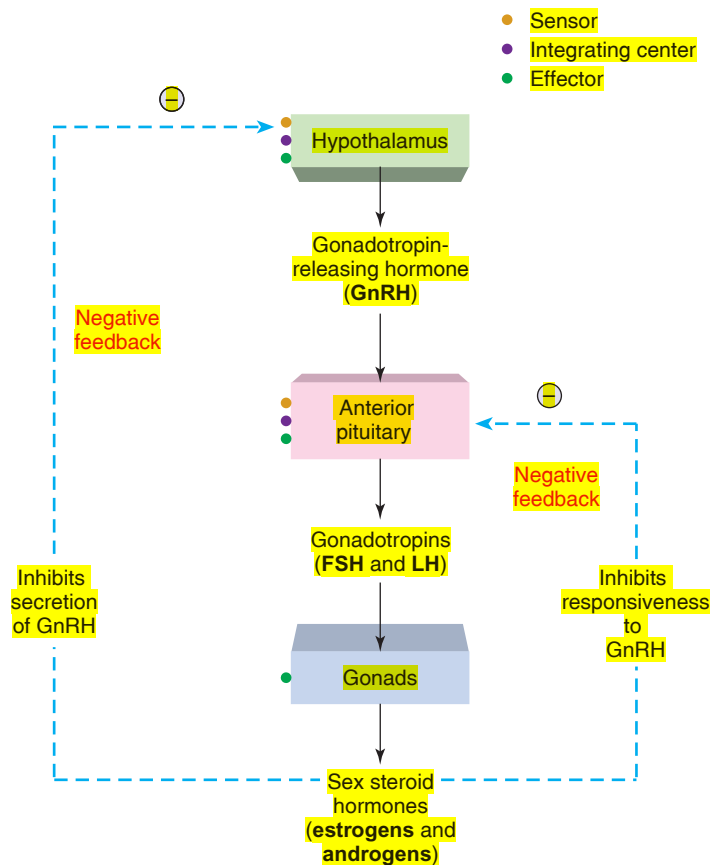 Sensor
Integrating center
Effector
–
Hypothalamus
Gonadotropin-
releasing hormone
(GnRH)
Negative
feedback
–
Anterior
pituitary
Negative
feedback
Gonadotropins
(FSH and LH)
Inhibits
secretion
of GnRH
Inhibits
responsiveness
to
GnRH
Gonads
Sex steroid
hormones
(estrogens and
androgens)